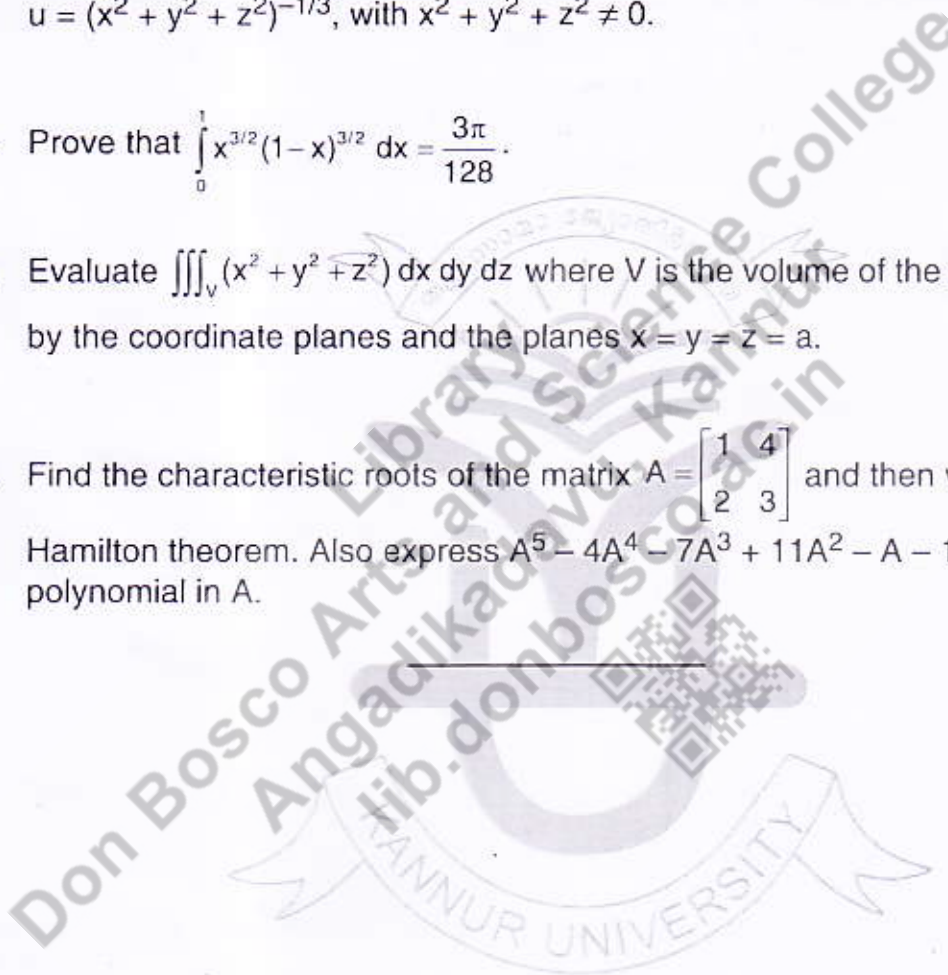 u = (x² + y² + z²)⁻¹/³, with x² + y² + z² ≠ 0.
Prove that ∫₀¹ x^{3/2} (1 – x)^{3/2} dx = 3π/128 .
Evaluate ∭_V (x² + y² + z²) dx dy dz where V is the volume of the
by the coordinate planes and the planes x = y = z = a.
Find the characteristic roots of the matrix A = [1 4; 2 3] and then
Hamilton theorem. Also express A⁵ – 4A⁴ – 7A³ + 11A² – A – 1
polynomial in A.
Library
Don Bosco Arts and Science College
Angadikadavu, Kannur
lib.donbosco.ac.in
KANNUR UNIVERSITY